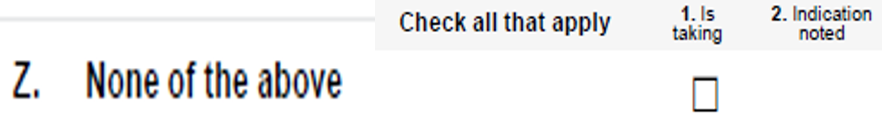 Check all that apply
1. Is taking
2. Indication noted
Z. None of the above